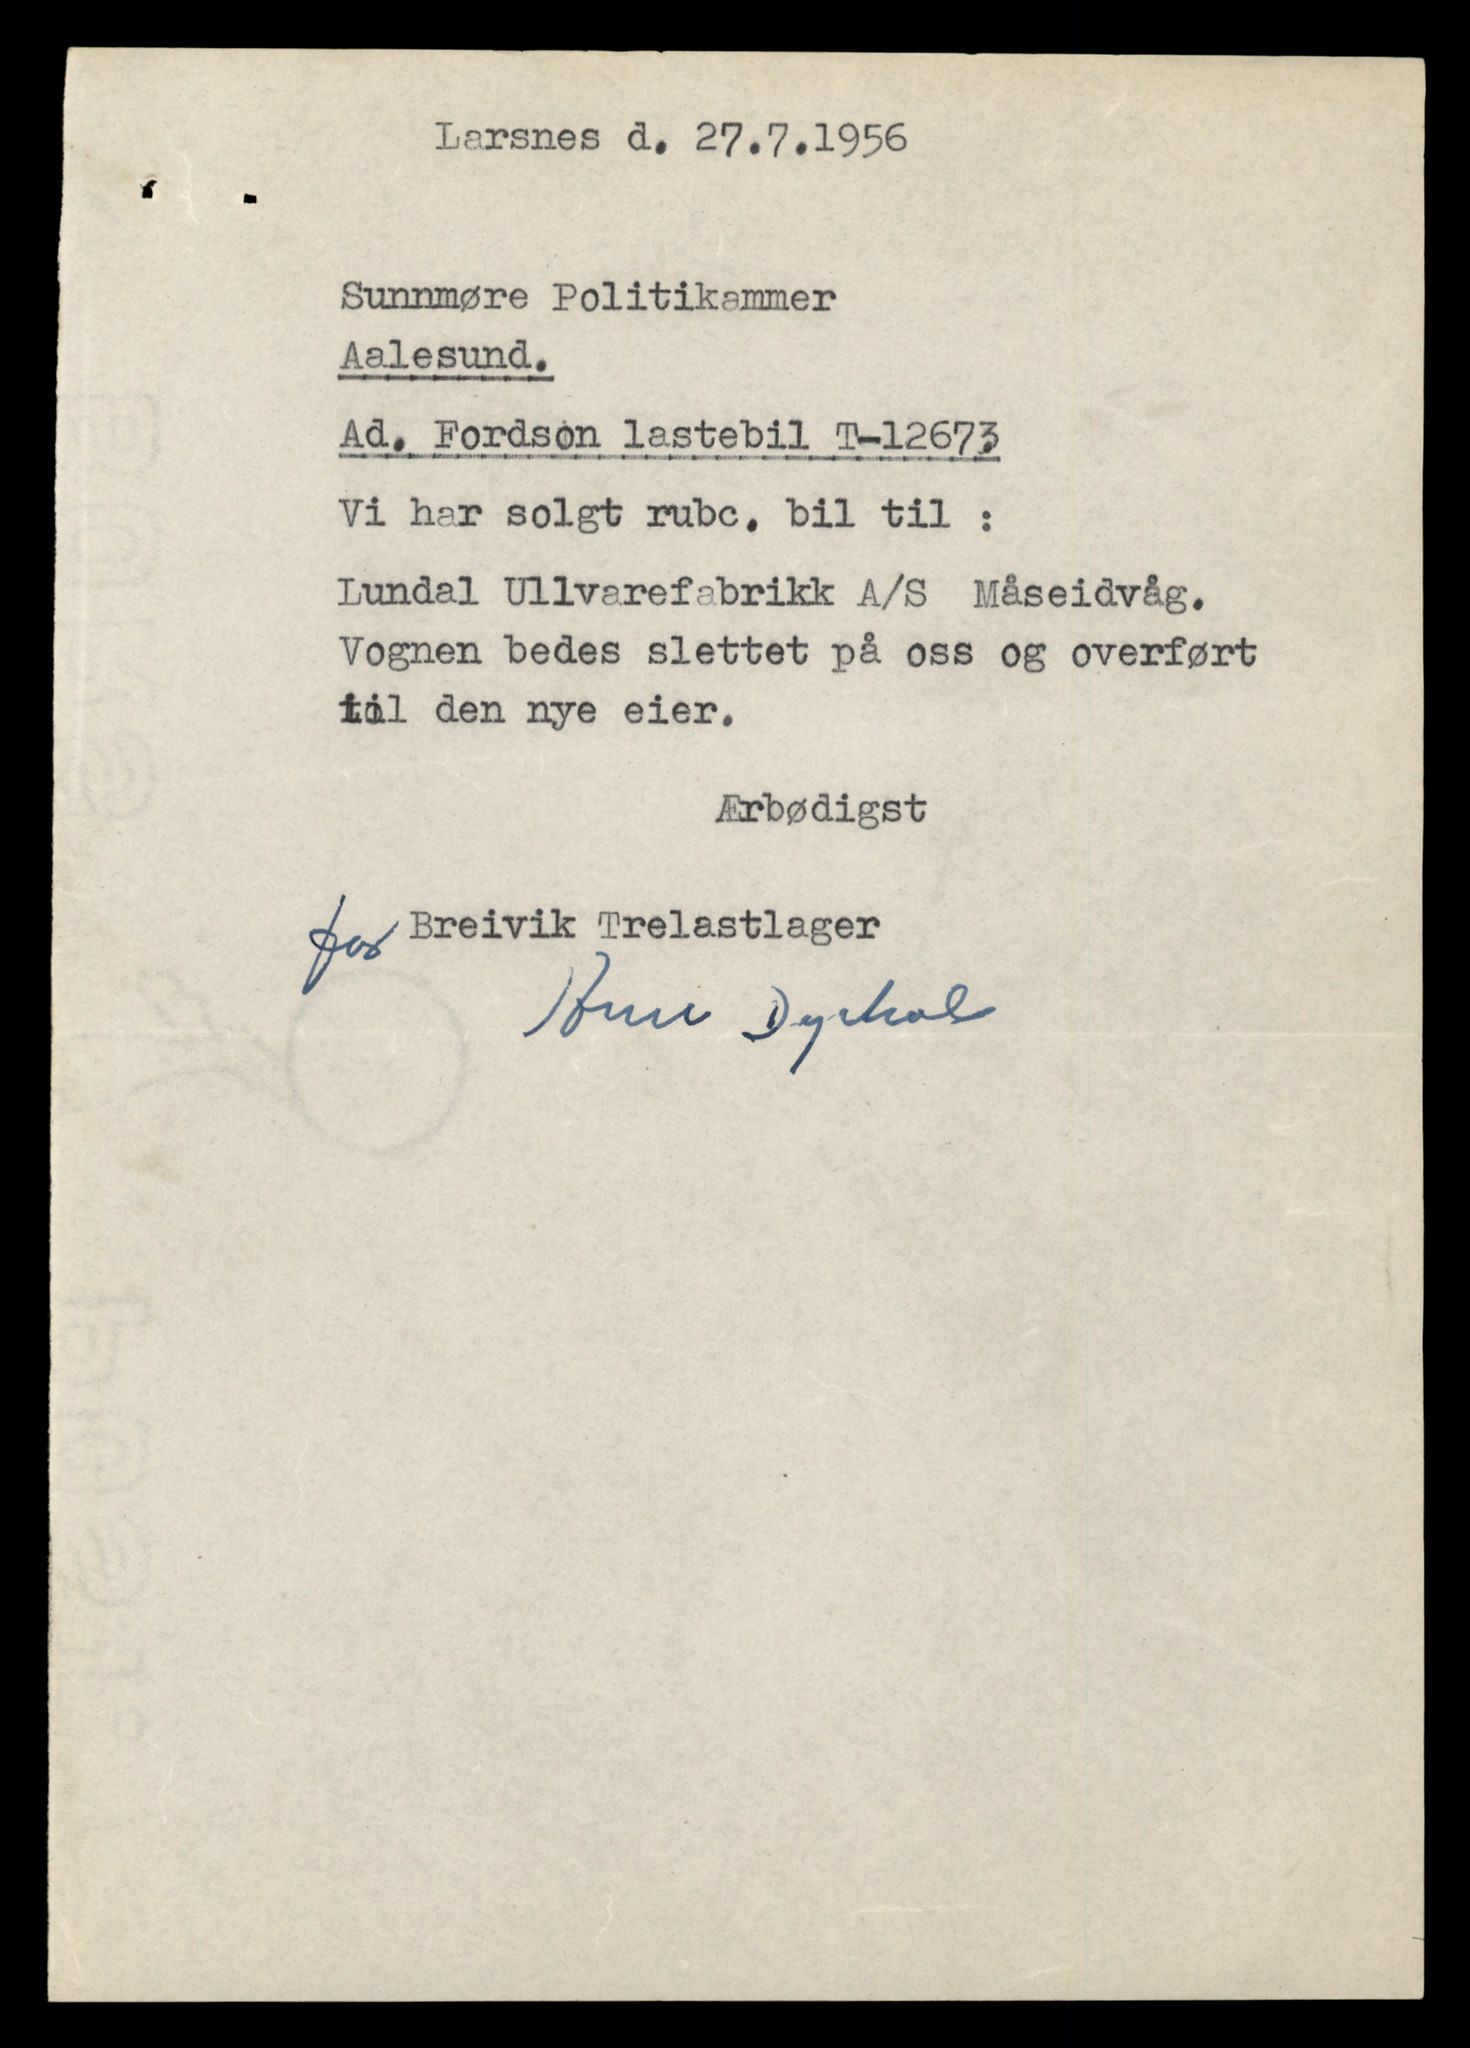 Larsnes d. 27.7.1956
Sunnmøre Politikammer
Aalesund.
Ad. Fordson lastebil T-12673
Vi har solgt rubc. bil til :
Lundal Ullvarefabrikk A/S Måseidvåg.
Vognen bedes slettet på oss og overført
til den nye eier.
Ærbødigst
for Breivik Trelastlager